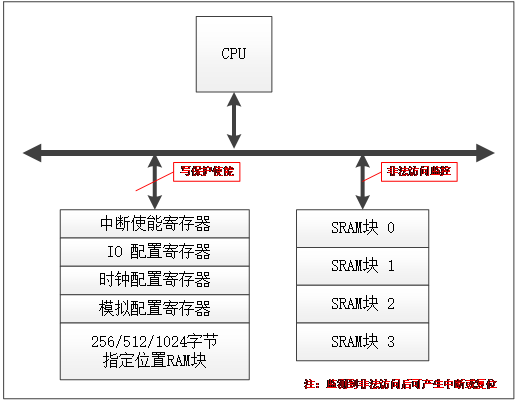 CPU
写保护使能
非法访问监控
中断使能寄存器
IO 配置寄存器
时钟配置寄存器
模拟配置寄存器
256/512/1024字节
指定位置RAM块
SRAM块 0
SRAM块 1
SRAM块 2
SRAM块 3
注：监测到非法访问后可产生中断或复位